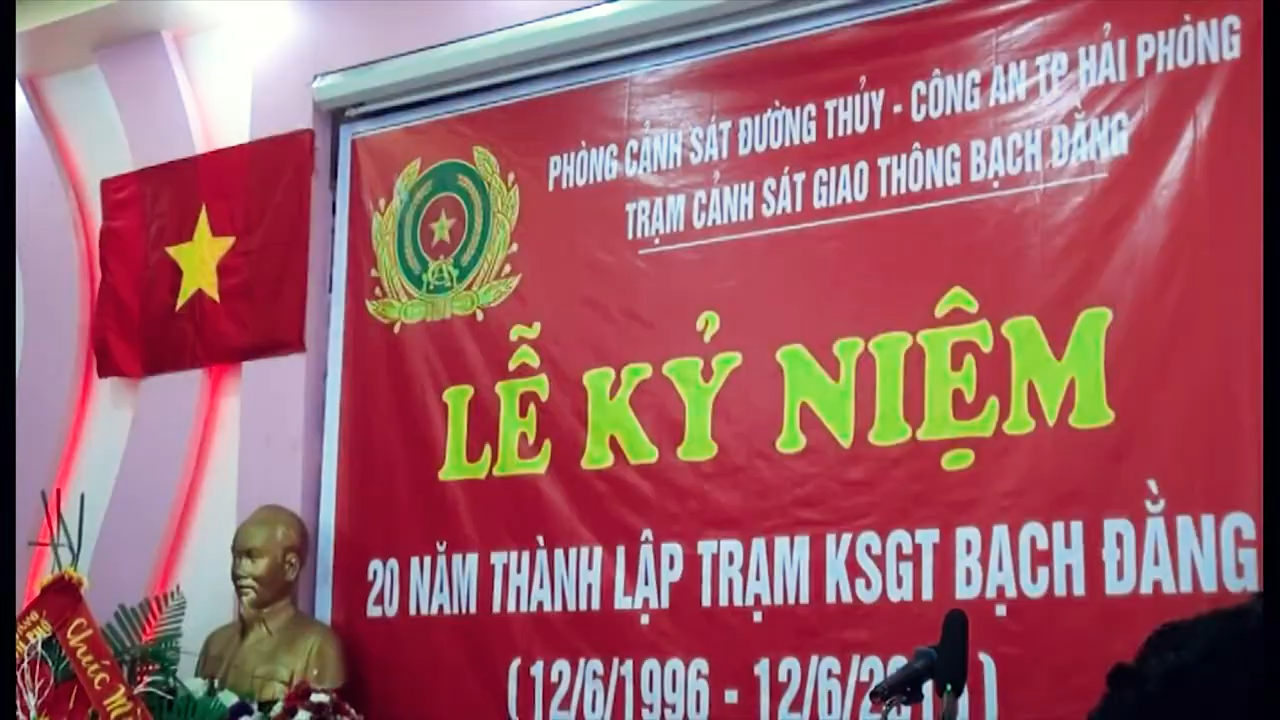 PHÒNG CẢNH SÁT ĐƯỜNG THỦY - CÔNG AN TP HẢI PHÒNG
TRẠM CẢNH SÁT GIAO THÔNG BẠCH ĐẰNG
LỄ KỶ NIỆM
20 NĂM THÀNH LẬP TRẠM KSGT BẠCH ĐẰNG
(12/6/1996 - 12/6/2
Chúc